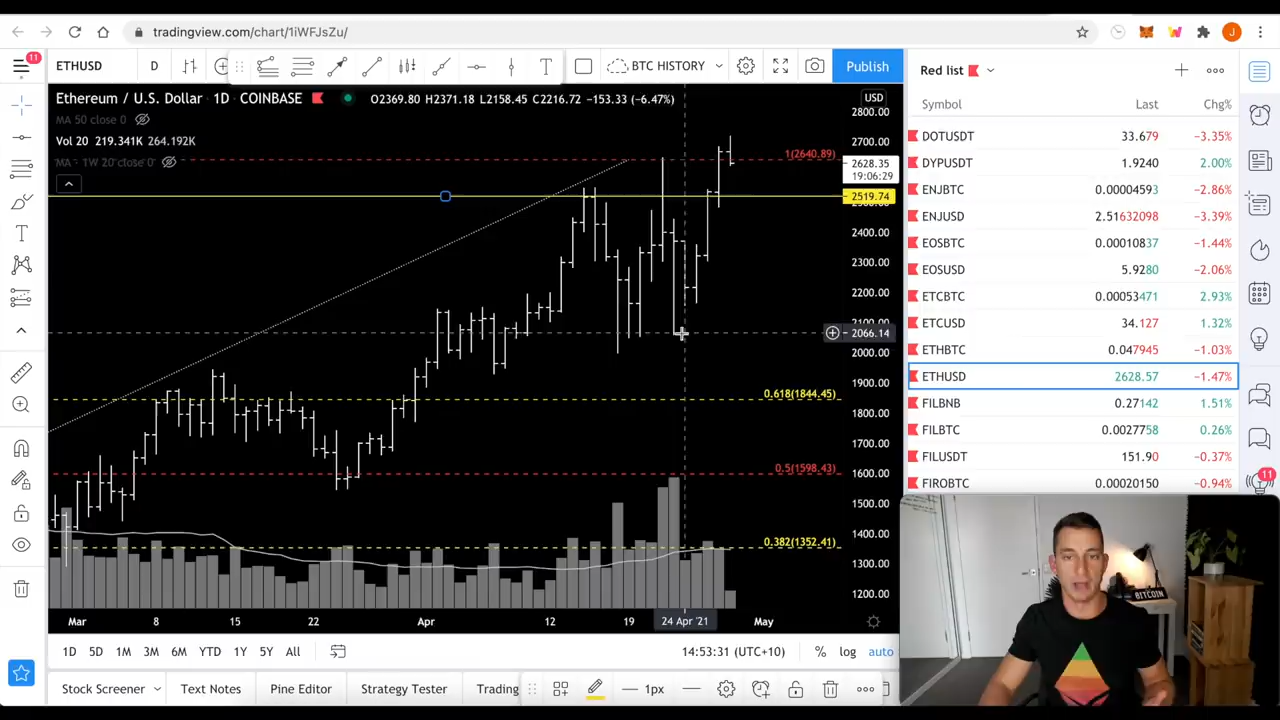 tradingview.com/chart/1iWFJsZu/
J
11
ETHUSD
D
BTC HISTORY
Publish
Ethereum / U.S. Dollar · 1D · COINBASE
O2369.80 H2371.18 L2158.45 C2216.72 −153.33 (−6.47%)
MA 50 close 0
Vol 20 219.341K 264.192K
MA · 1W 20 close 0
USD
2800.00
2700.00
1(2640.89)
2628.35
19:06:29
2519.74
2400.00
2300.00
2200.00
2100.00
2066.14
2000.00
1900.00
0.618(1844.45)
1800.00
1700.00
1600.00
0.5(1598.43)
1500.00
1400.00
0.382(1352.41)
1300.00
1200.00
Mar 8 15 22 Apr 12 19 24 Apr '21 May
1D 5D 1M 3M 6M YTD 1Y 5Y All
14:53:31 (UTC+10) % log auto
Stock Screener Text Notes Pine Editor Strategy Tester Trading
1px
Red list
Symbol Last Chg%
DOTUSDT 33.679 −3.35%
DYPUSDT 1.9240 2.00%
ENJBTC 0.00004593 −2.86%
ENJUSD 2.51632098 −3.39%
EOSBTC 0.00010837 −1.44%
EOSUSD 5.9280 −2.06%
ETCBTC 0.00053471 2.93%
ETCUSD 34.127 1.32%
ETHBTC 0.047945 −1.03%
ETHUSD 2628.57 −1.47%
FILBNB 0.27142 1.51%
FILBTC 0.0027758 0.26%
FILUSDT 151.90 −0.37%
FIROBTC 0.00020150 −0.94%
11
BITCOIN